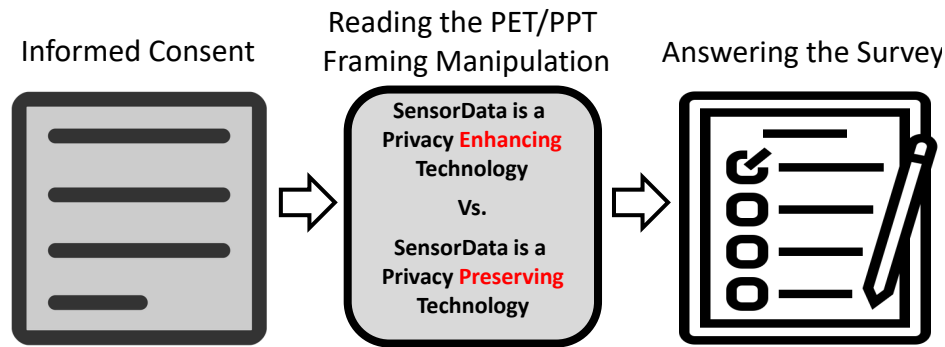 Informed Consent
Reading the PET/PPT
Framing Manipulation
Answering the Survey
SensorData is a
Privacy Enhancing
Technology
Vs.
SensorData is a
Privacy Preserving
Technology